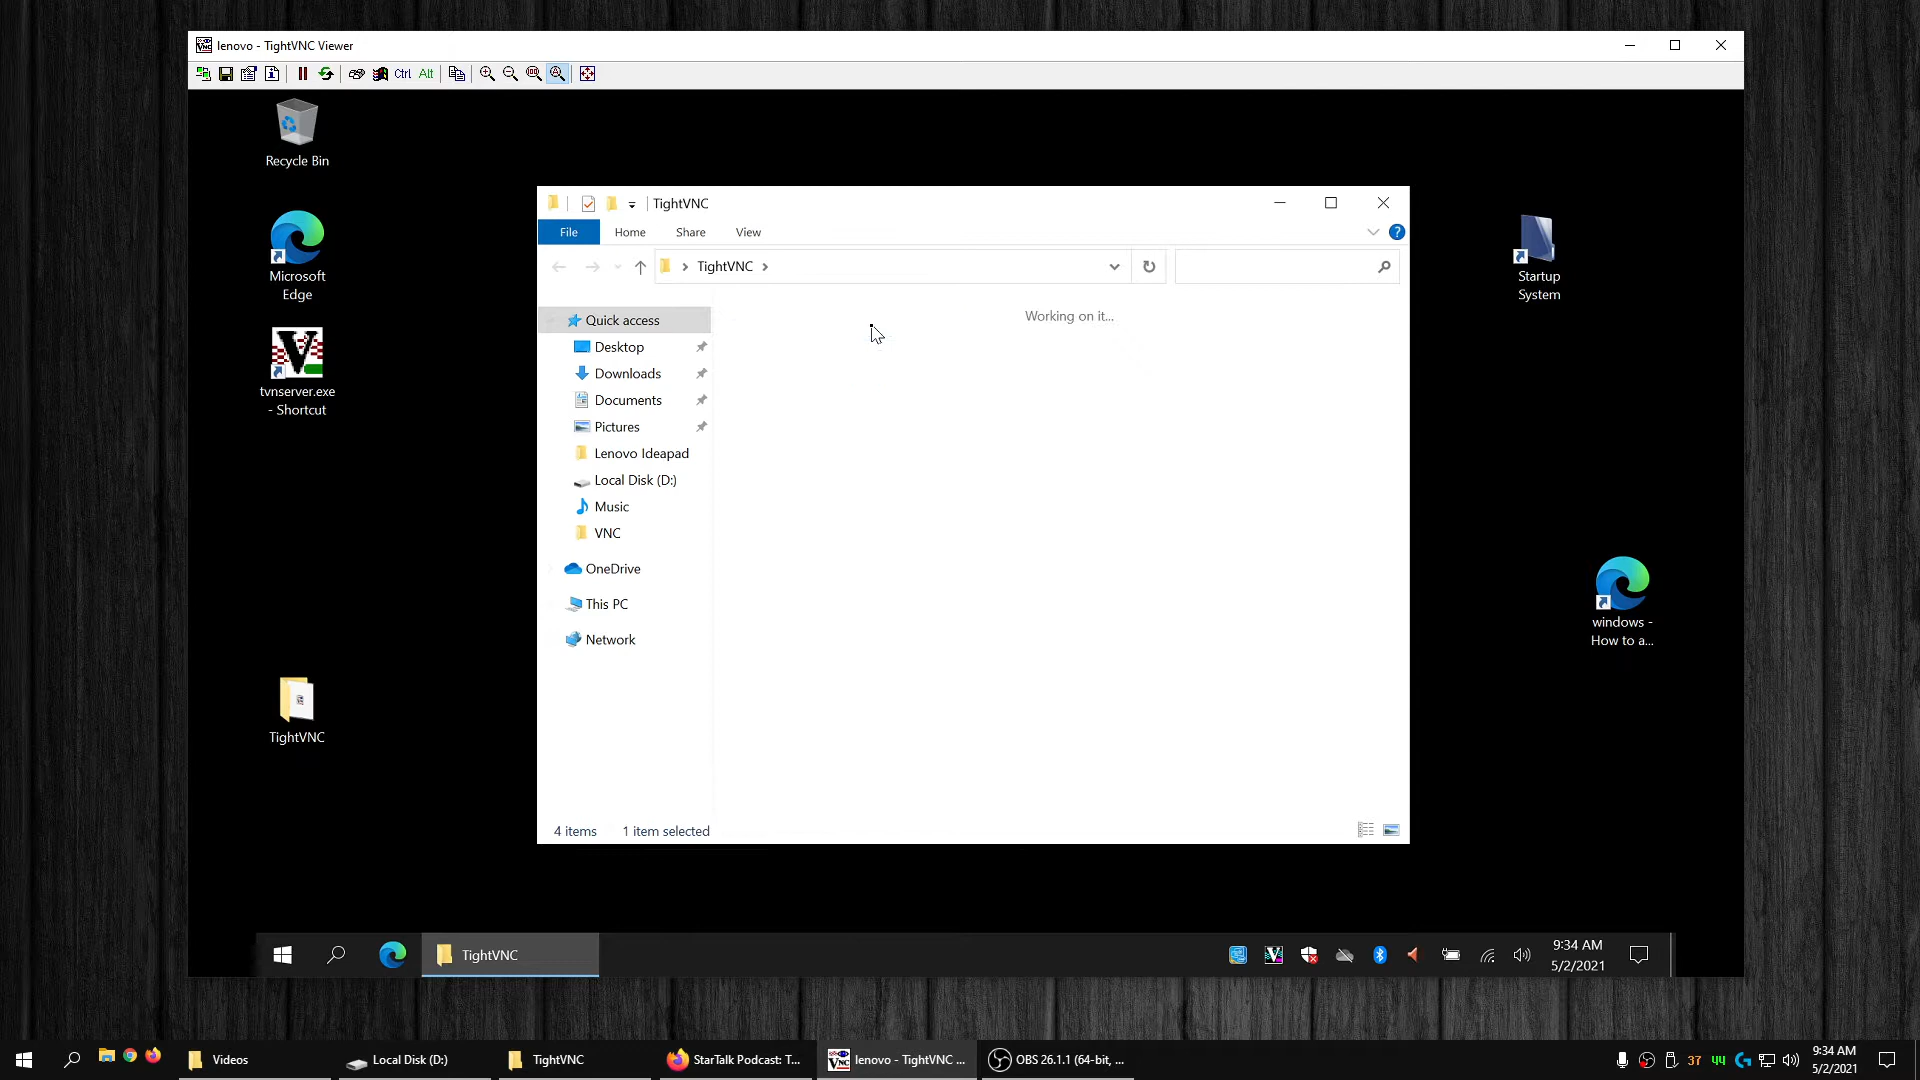 lenovo - TightVNC Viewer
Ctrl Alt
Recycle Bin
Microsoft
Edge
tvnserver.exe
- Shortcut
TightVNC
TightVNC
File Home Share View
TightVNC
Working on it...
Quick access
Desktop
Downloads
Documents
Pictures
Lenovo Ideapad
Local Disk (D:)
Music
VNC
OneDrive
This PC
Network
4 items 1 item selected
Startup
System
windows -
How to a...
TightVNC
9:34 AM
5/2/2021
Videos
Local Disk (D:)
TightVNC
StarTalk Podcast: T...
lenovo - TightVNC ...
OBS 26.1.1 (64-bit, ...
37 44
9:34 AM
5/2/2021